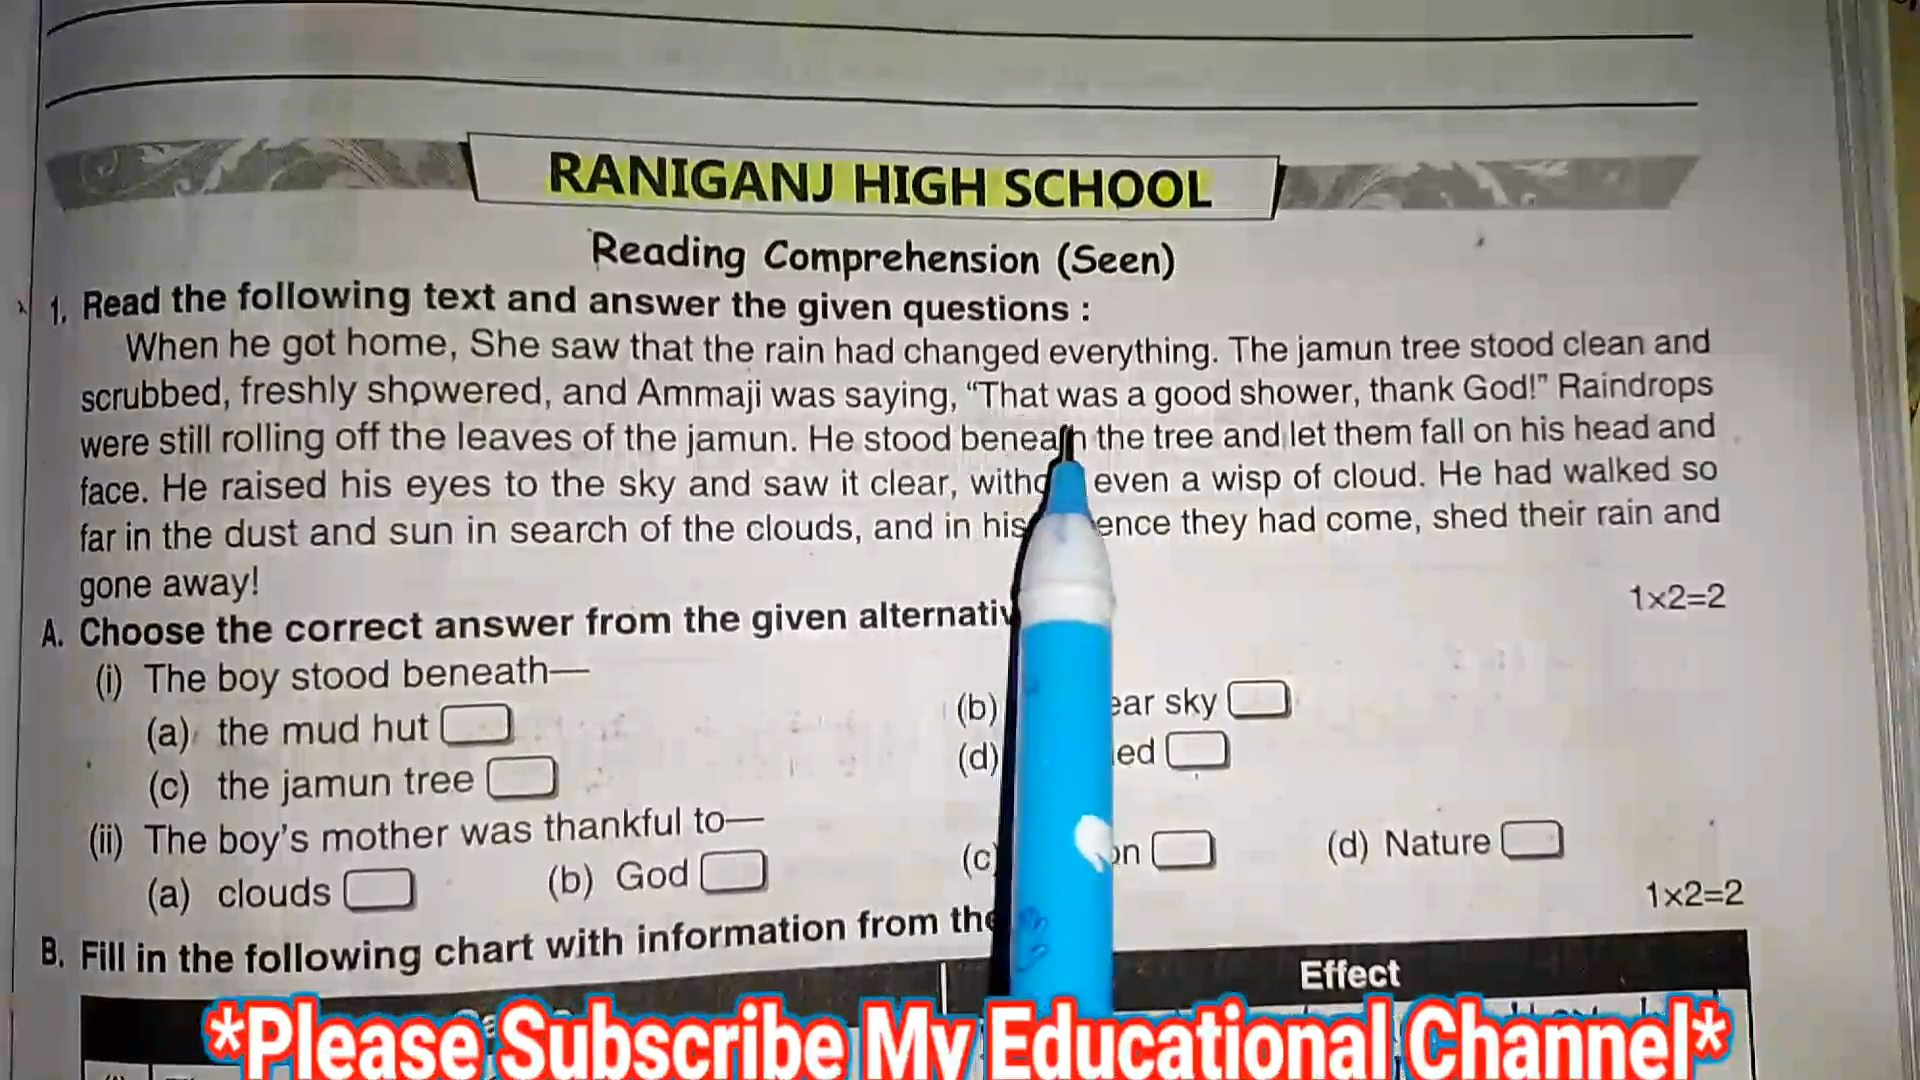 RANIGANJ HIGH SCHOOL
Reading Comprehension (Seen)
1. Read the following text and answer the given questions :
When he got home, She saw that the rain had changed everything. The jamun tree stood clean and
scrubbed, freshly showered, and Ammaji was saying, “That was a good shower, thank God!” Raindrops
were still rolling off the leaves of the jamun. He stood beneath the tree and let them fall on his head and
face. He raised his eyes to the sky and saw it clear, even a wisp of cloud. He had walked so
far in the dust and sun in search of the clouds, and in his they had come, shed their rain and
gone away!
1×2=2
A. Choose the correct answer from the given
(i) The boy stood beneath—
(a) the mud hut (b) sky
(c) the jamun tree (d)
(ii) The boy's mother was thankful to—
(a) clouds (b) God (c) (d) Nature
1×2=2
B. Fill in the following chart with information from the
Effect
*Please Subscribe My Educational Channel*